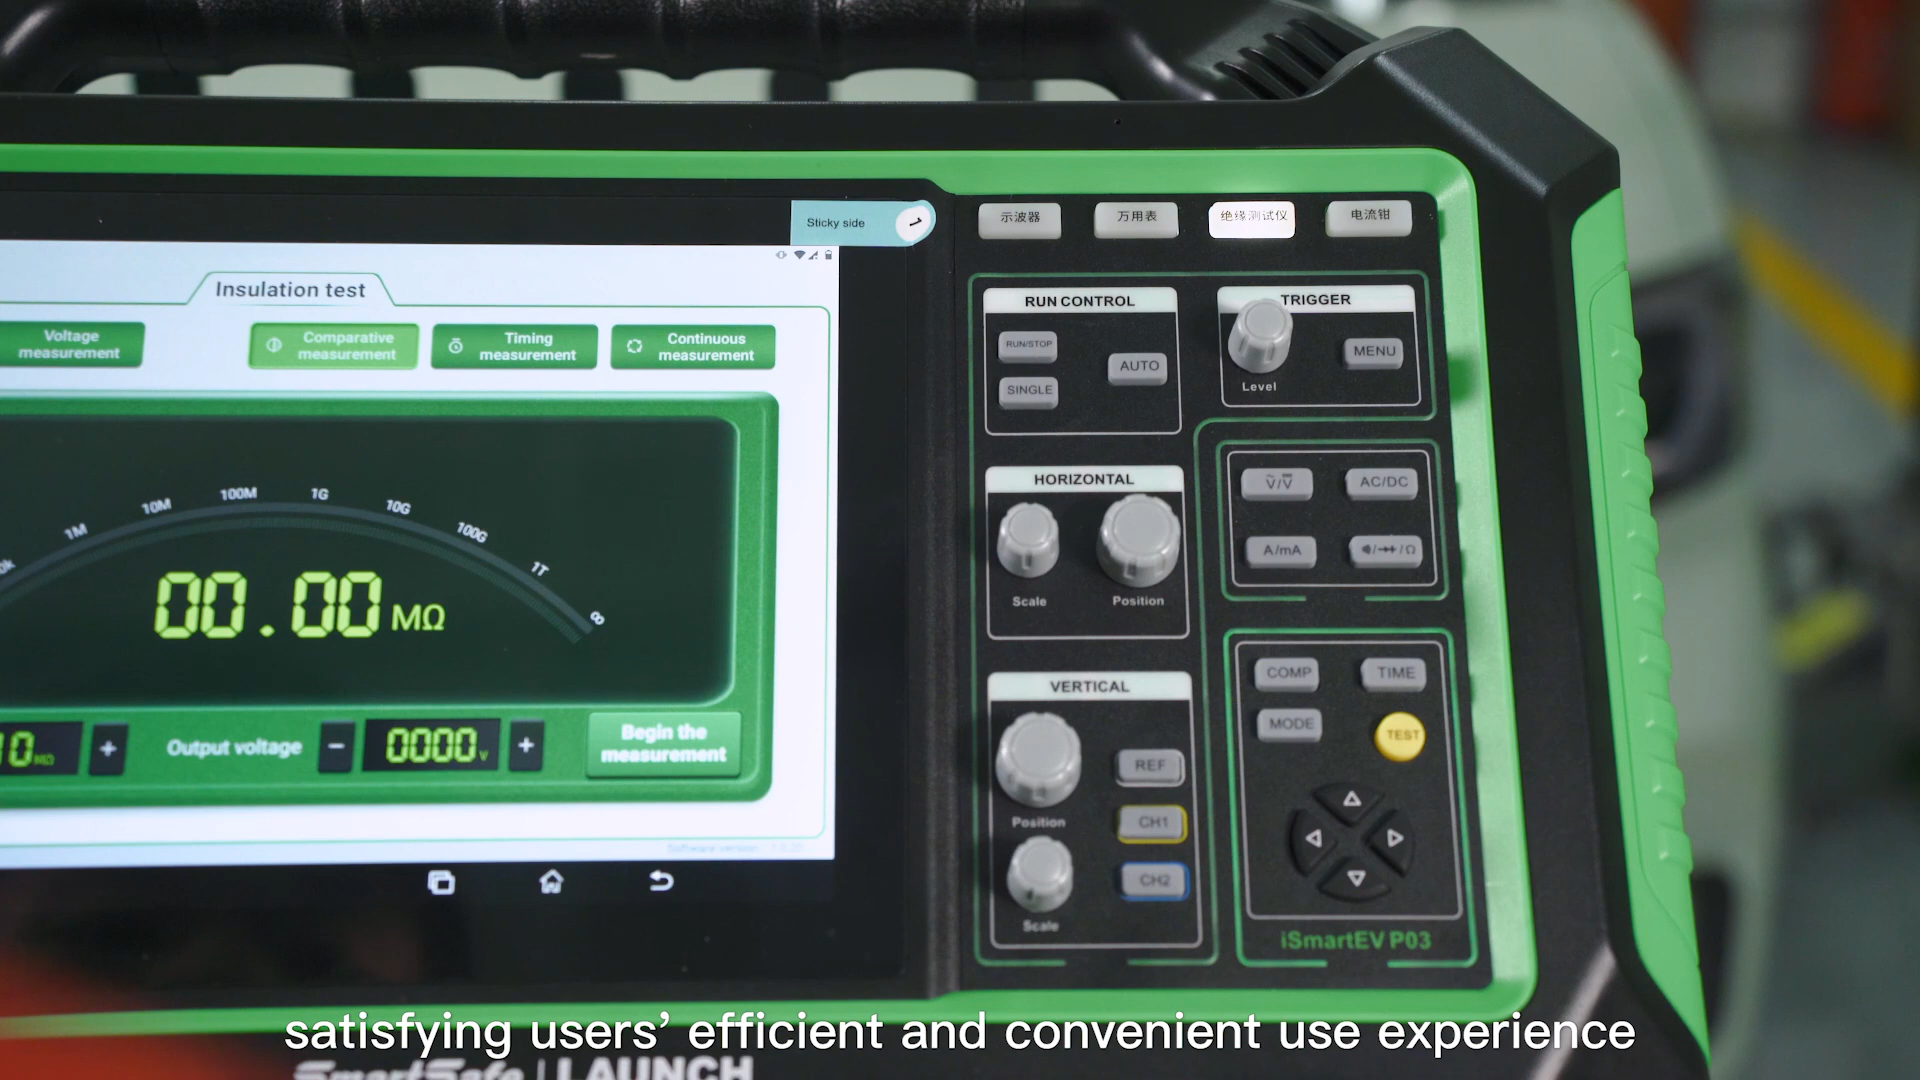 Sticky side
Insulation test
Voltage
measurement
Comparative
measurement
Timing
measurement
Continuous
measurement
1M
10M
100M
1G
10G
100G
1T
∞
00.00 MΩ
+
Output voltage
−
0000 V
+
Begin the
measurement
示波器
万用表
绝缘测试仪
电流钳
RUN CONTROL
RUN/STOP
SINGLE
AUTO
TRIGGER
Level
MENU
HORIZONTAL
Scale
Position
V/V
AC/DC
A/mA
Ω
VERTICAL
Position
Scale
REF
CH1
CH2
COMP
TIME
MODE
TEST
iSmartEV P03
satisfying users’ efficient and convenient use experience
SmartSafe | LAUNCH